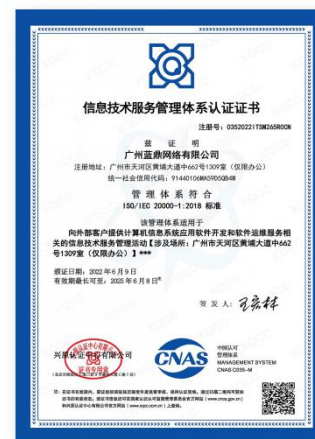 信息技术服务管理体系认证证书
注册号：0352022ITSM265R0CN
兹 证 明
广州蓝鼎网络有限公司
注册地址：广州市天河区黄埔大道中662号1309室（仅限办公）
统一社会信用代码：91440106MA59D5QB4W
管 理 体 系 符 合
ISO/IEC 20000-1:2018 标准
该管理体系适用于
向外部客户提供计算机信息系统应用软件开发和软件运维服务相
关的信息技术服务管理活动【涉及场所：广州市天河区黄埔大道中662
号1309室（仅限办公）】***
颁证日期：2022年6月9日
有效期最长可至：2025年6月8日
签 发 人：
兴原认证中心有限公司
证书专用章
CNAS
中国认可
管理体系
MANAGEMENT SYSTEM
CNAS C035-M